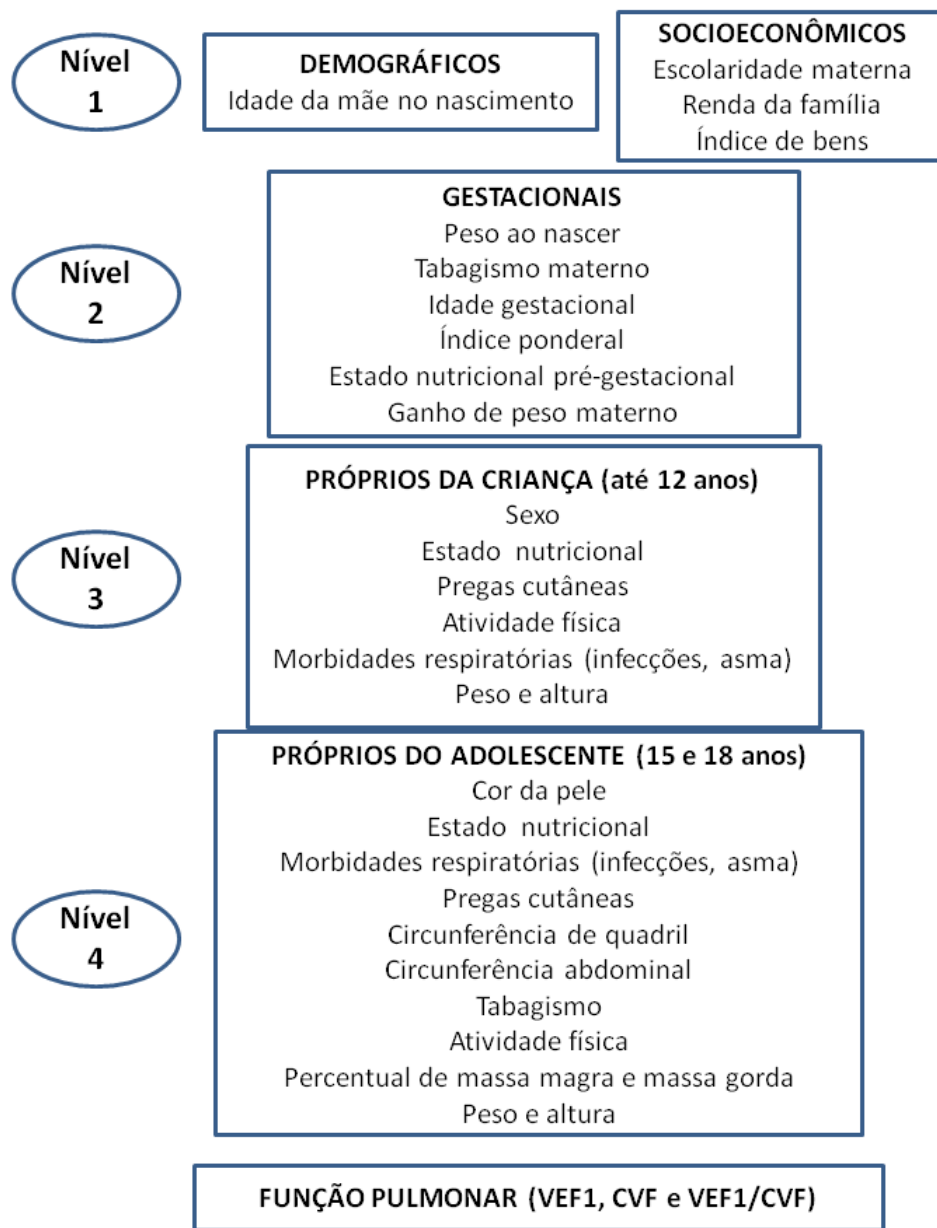 Nível
1
DEMOGRÁFICOS
Idade da mãe no nascimento
SOCIOECONÔMICOS
Escolaridade materna
Renda da família
Índice de bens
Nível
2
GESTACIONAIS
Peso ao nascer
Tabagismo materno
Idade gestacional
Índice ponderal
Estado nutricional pré-gestacional
Ganho de peso materno
Nível
3
PRÓPRIOS DA CRIANÇA (até 12 anos)
Sexo
Estado nutricional
Pregas cutâneas
Atividade física
Morbidades respiratórias (infecções, asma)
Peso e altura
Nível
4
PRÓPRIOS DO ADOLESCENTE (15 e 18 anos)
Cor da pele
Estado nutricional
Morbidades respiratórias (infecções, asma)
Pregas cutâneas
Circunferência de quadril
Circunferência abdominal
Tabagismo
Atividade física
Percentual de massa magra e massa gorda
Peso e altura
FUNÇÃO PULMONAR (VEF1, CVF e VEF1/CVF)